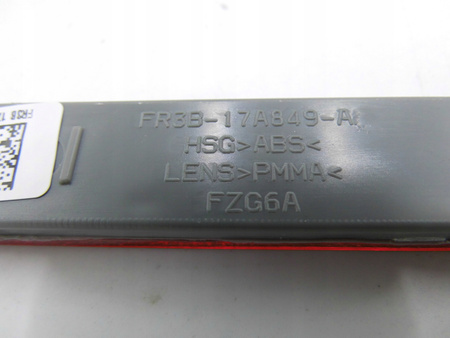 FR3B-17A849-A
HSG>ABS<
LENS>PMMA<
FZG6A